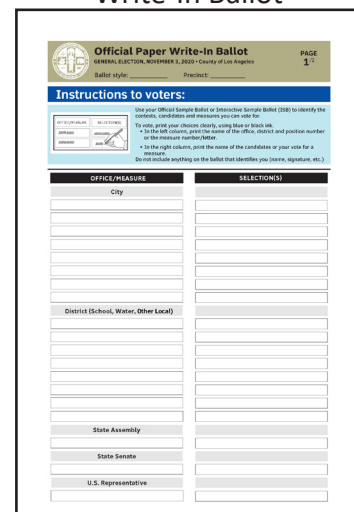 Write-In Ballot
Official Paper Write-In Ballot
GENERAL ELECTION, NOVEMBER 3, 2020 • County of Los Angeles
Ballot style: Precinct:
PAGE
1/2
Instructions to voters:
OFFICE/MEASURE SELECTION(S)
Use your Official Sample Ballot or Interactive Sample Ballot (ISB) to identify the
contests, candidates and measures you can vote for.
To vote, print your choices clearly, using blue or black ink.
• In the left column, print the name of the office, district and position number
or the measure number/letter.
• In the right column, print the name of the candidates or your vote for a
measure.
Do not include anything on the ballot that identifies you (name, signature, etc.)
OFFICE/MEASURE SELECTION(S)
City
District (School, Water, Other Local)
State Assembly
State Senate
U.S. Representative